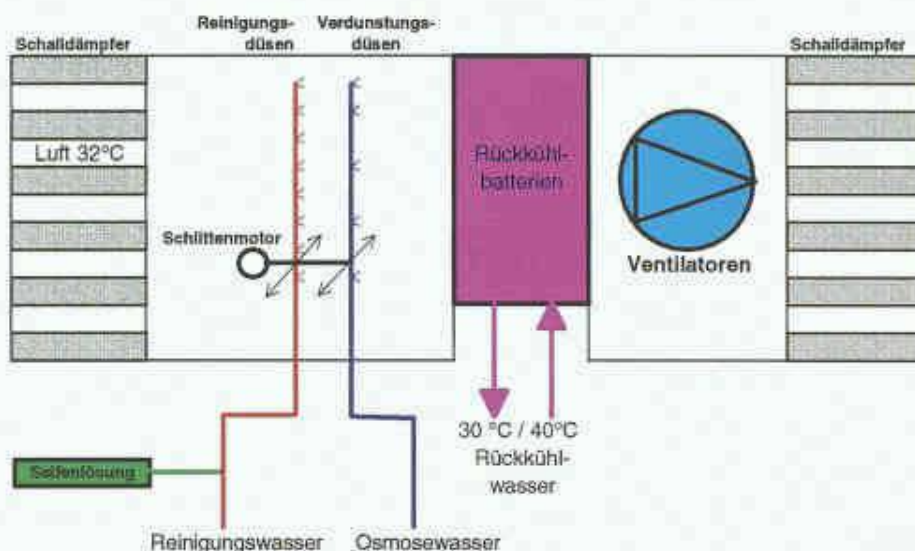 Reinigungs-
düsen
Verdunstungs-
düsen
Schalldämpfer
Schalldämpfer
Luft 32°C
Rückkühl-
batterien
Schlittenmotor
Ventilatoren
30 °C / 40°C
Rückkühl-
wasser
Seifenlösung
Reinigungswasser
Osmosewasser